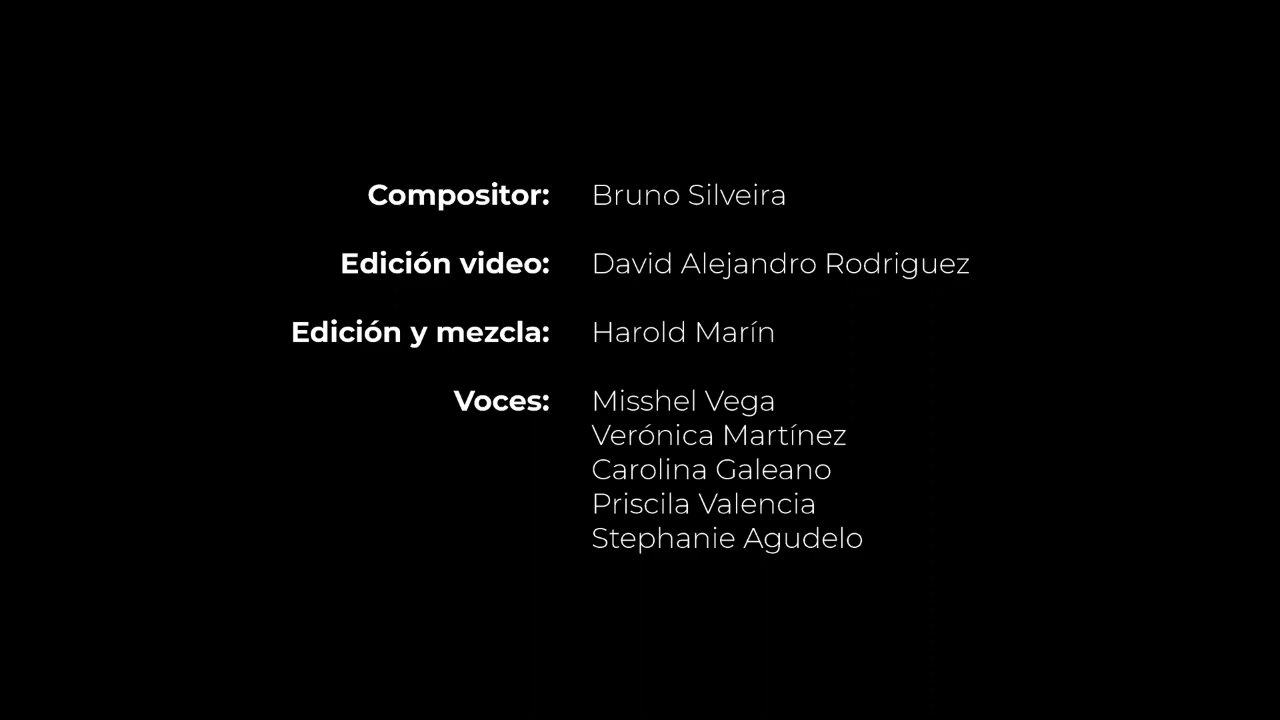 Compositor: Bruno Silveira
Edición video: David Alejandro Rodriguez
Edición y mezcla: Harold Marín
Voces: Misshel Vega
Verónica Martínez
Carolina Galeano
Priscila Valencia
Stephanie Agudelo